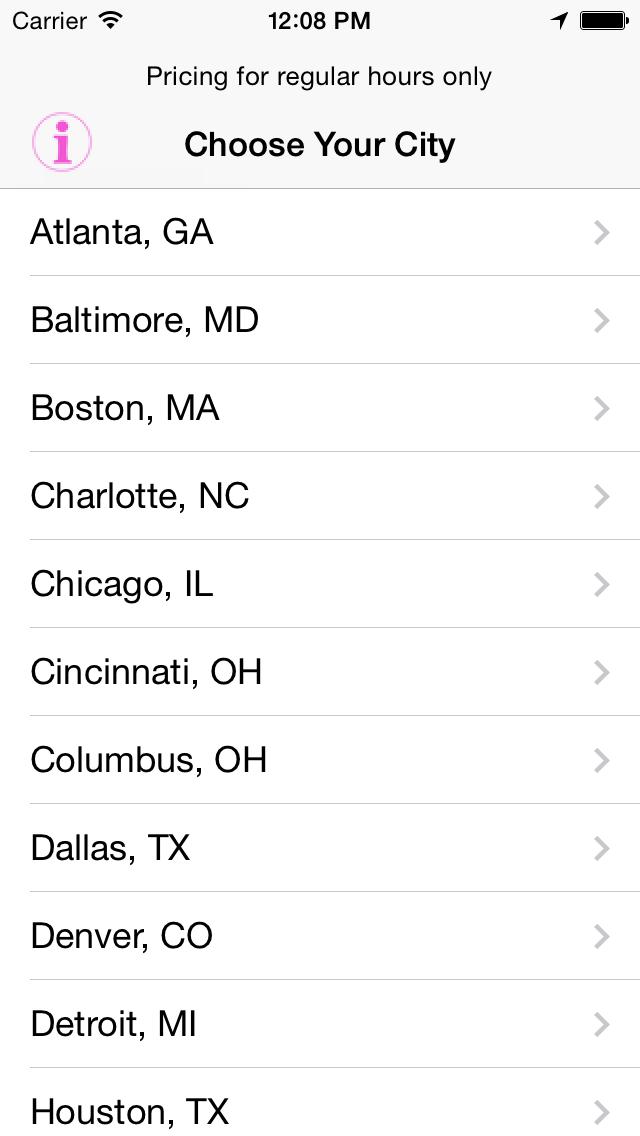 Carrier 12:08 PM
Pricing for regular hours only
i Choose Your City
Atlanta, GA
Baltimore, MD
Boston, MA
Charlotte, NC
Chicago, IL
Cincinnati, OH
Columbus, OH
Dallas, TX
Denver, CO
Detroit, MI
Houston, TX